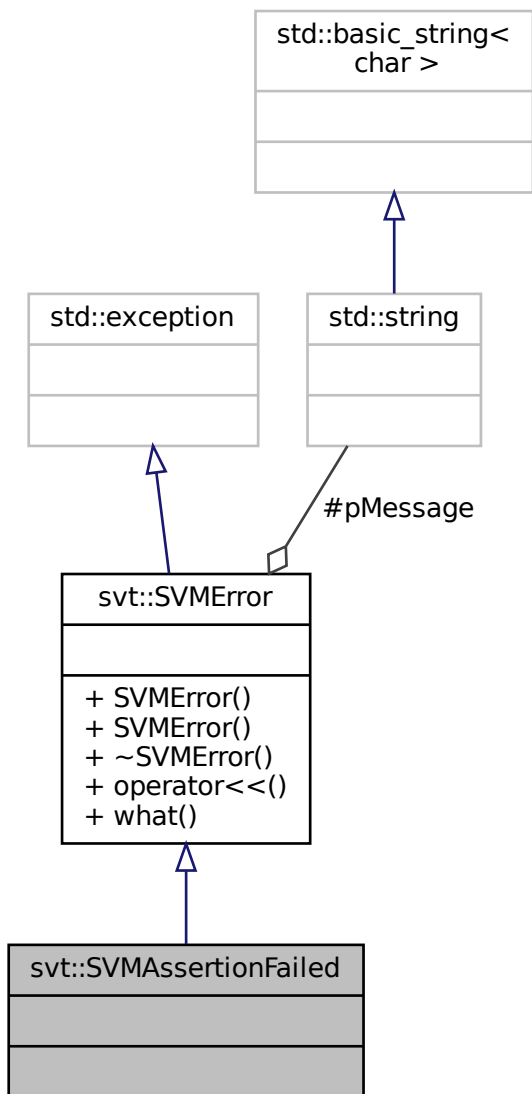 std::basic_string<
char >
std::exception
std::string
#pMessage
svt::SVMError
+ SVMError()
+ SVMError()
+ ~SVMError()
+ operator<<()
+ what()
svt::SVMAssertionFailed